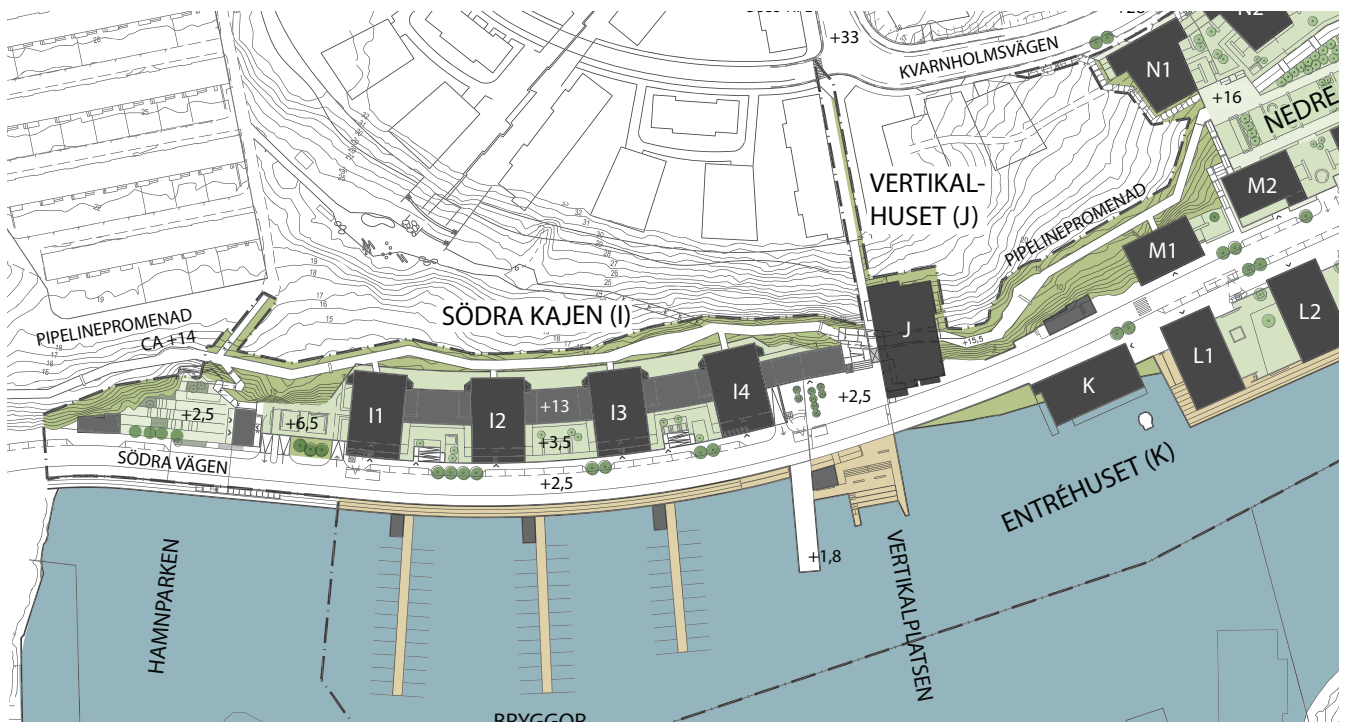 +33
KVARNHOLMSVÄGEN
N1
N2
+16
NEDRE
VERTIKAL-
HUSET (J)
PIPELINEPROMENAD
M2
M1
PIPELINEPROMENAD
CA +14
SÖDRA KAJEN (I)
J
+15,5
L2
L1
K
I1
I2
+13
I3
I4
+2,5
+2,5
+6,5
+3,5
SÖDRA VÄGEN
+2,5
ENTRÉHUSET (K)
HAMNPARKEN
+1,8
VERTIKALPLATSEN
BRYGGOR